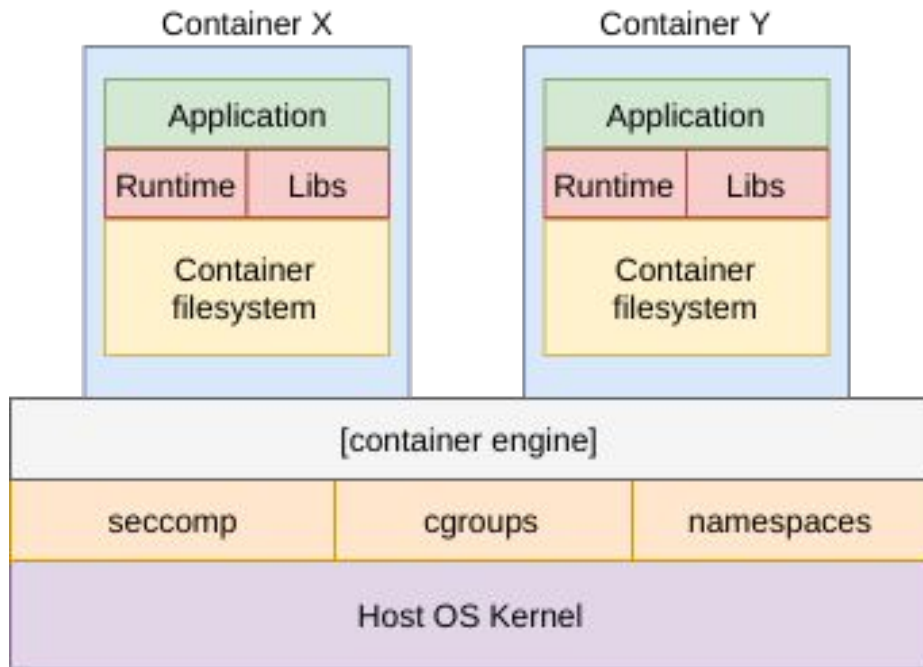 Container X
Container Y
Application
Runtime
Libs
Container
filesystem
Application
Runtime
Libs
Container
filesystem
[container engine]
seccomp
cgroups
namespaces
Host OS Kernel